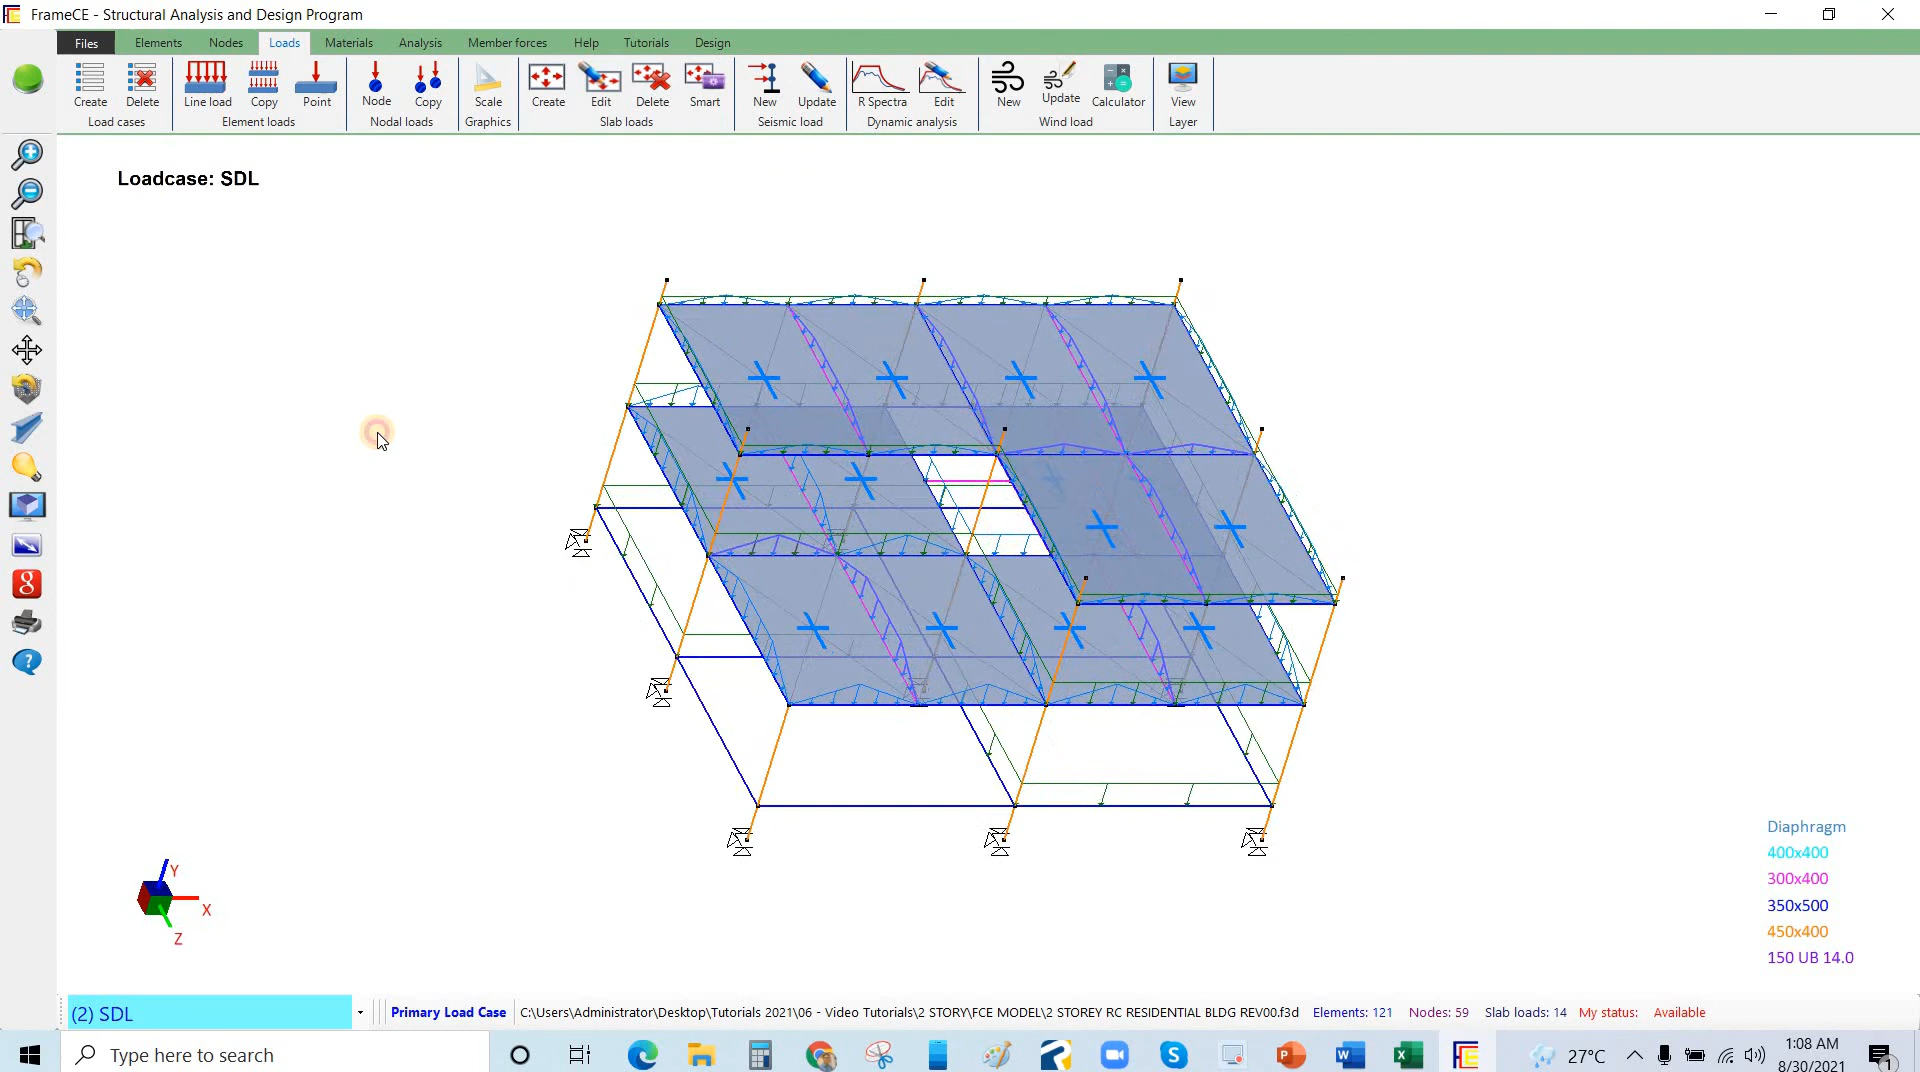 FrameCE - Structural Analysis and Design Program
Files Elements Nodes Loads Materials Analysis Member forces Help Tutorials Design
Create Delete Line load Copy Point Node Copy Scale Create Edit Delete Smart New Update R Spectra Edit New Update Calculator View
Load cases Element loads Nodal loads Graphics Slab loads Seismic load Dynamic analysis Wind load Layer
Loadcase: SDL
8
?
Y
X
Z
Diaphragm
400x400
300x400
350x500
450x400
150 UB 14.0
(2) SDL Primary Load Case C:\Users\Administrator\Desktop\Tutorials 2021\06 - Video Tutorials\2 STORY\FCE MODEL\2 STOREY RC RESIDENTIAL BLDG REV00.f3d Elements: 121 Nodes: 59 Slab loads: 14 My status: Available
Type here to search
27°C
1:08 AM
8/30/2021
1